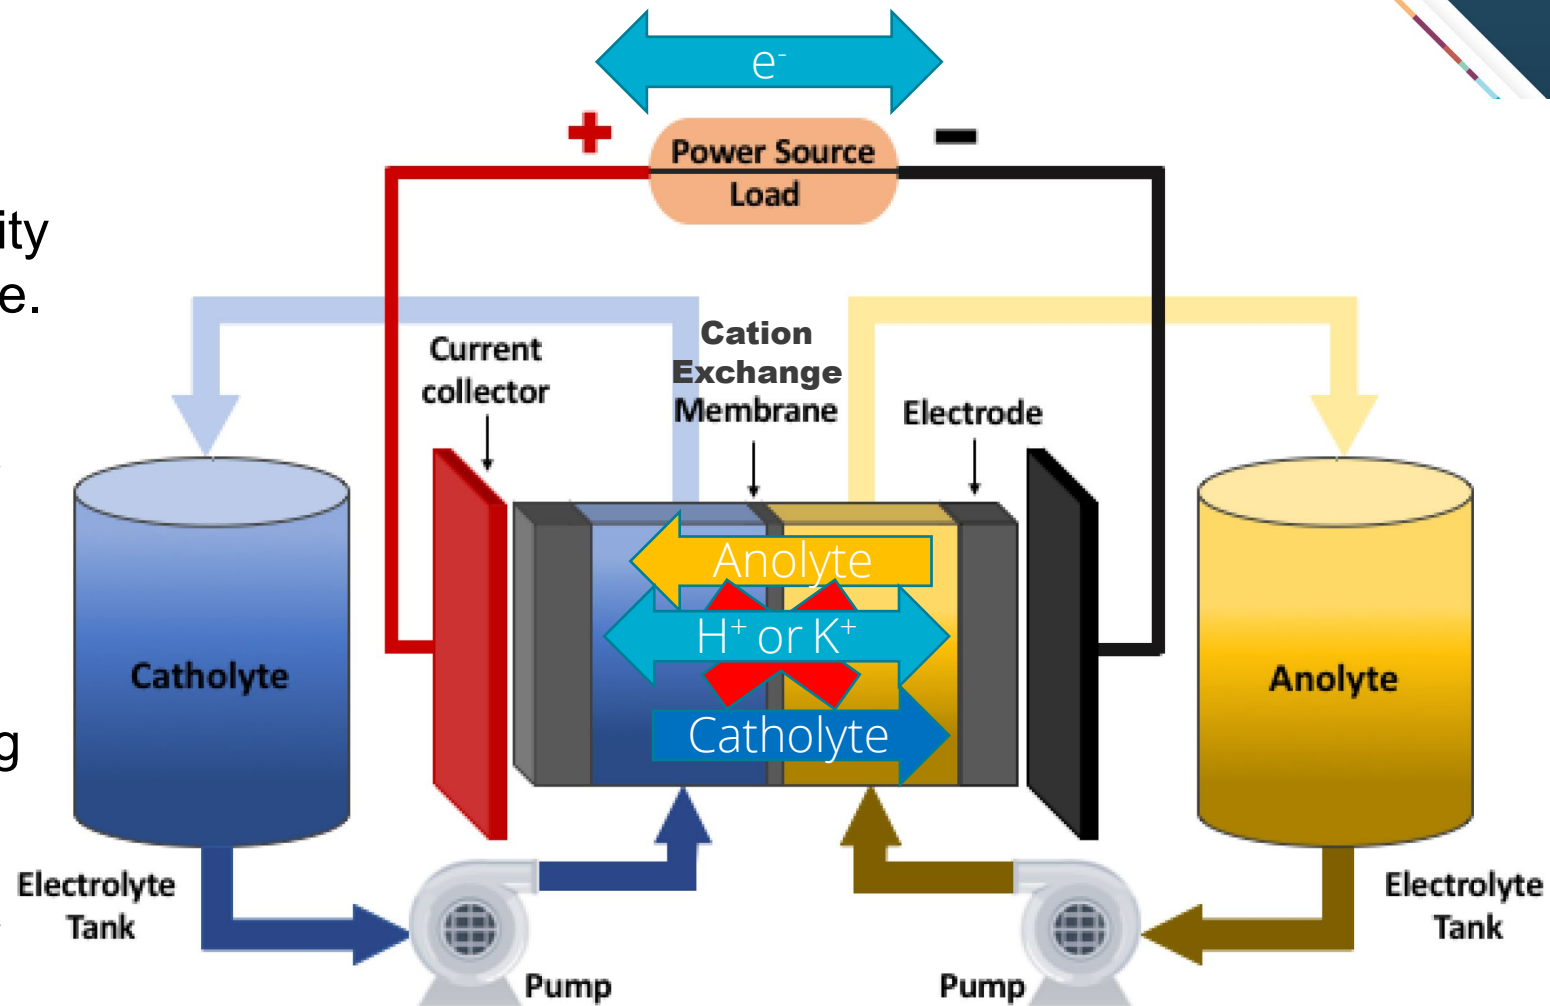 e-
+
−
Power Source
Load
ity
e.
Current
collector
Cation
Exchange
Membrane
Electrode
Anolyte
H+ or K+
Catholyte
Catholyte
Anolyte
g
Electrolyte
Tank
Pump
Pump
Electrolyte
Tank